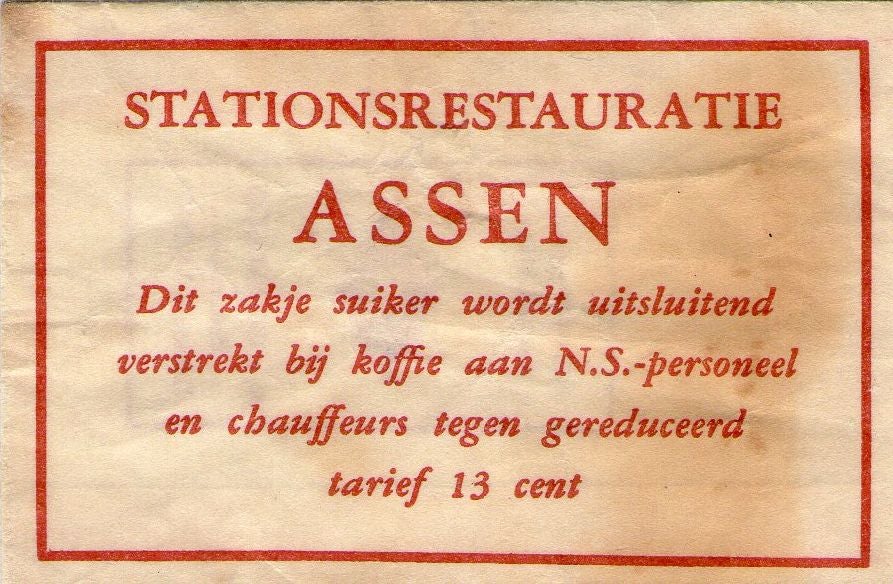 STATIONSRESTAURATIE
ASSEN
Dit zakje suiker wordt uitsluitend
verstrekt bij koffie aan N.S.-personeel
en chauffeurs tegen gereduceerd
tarief 13 cent